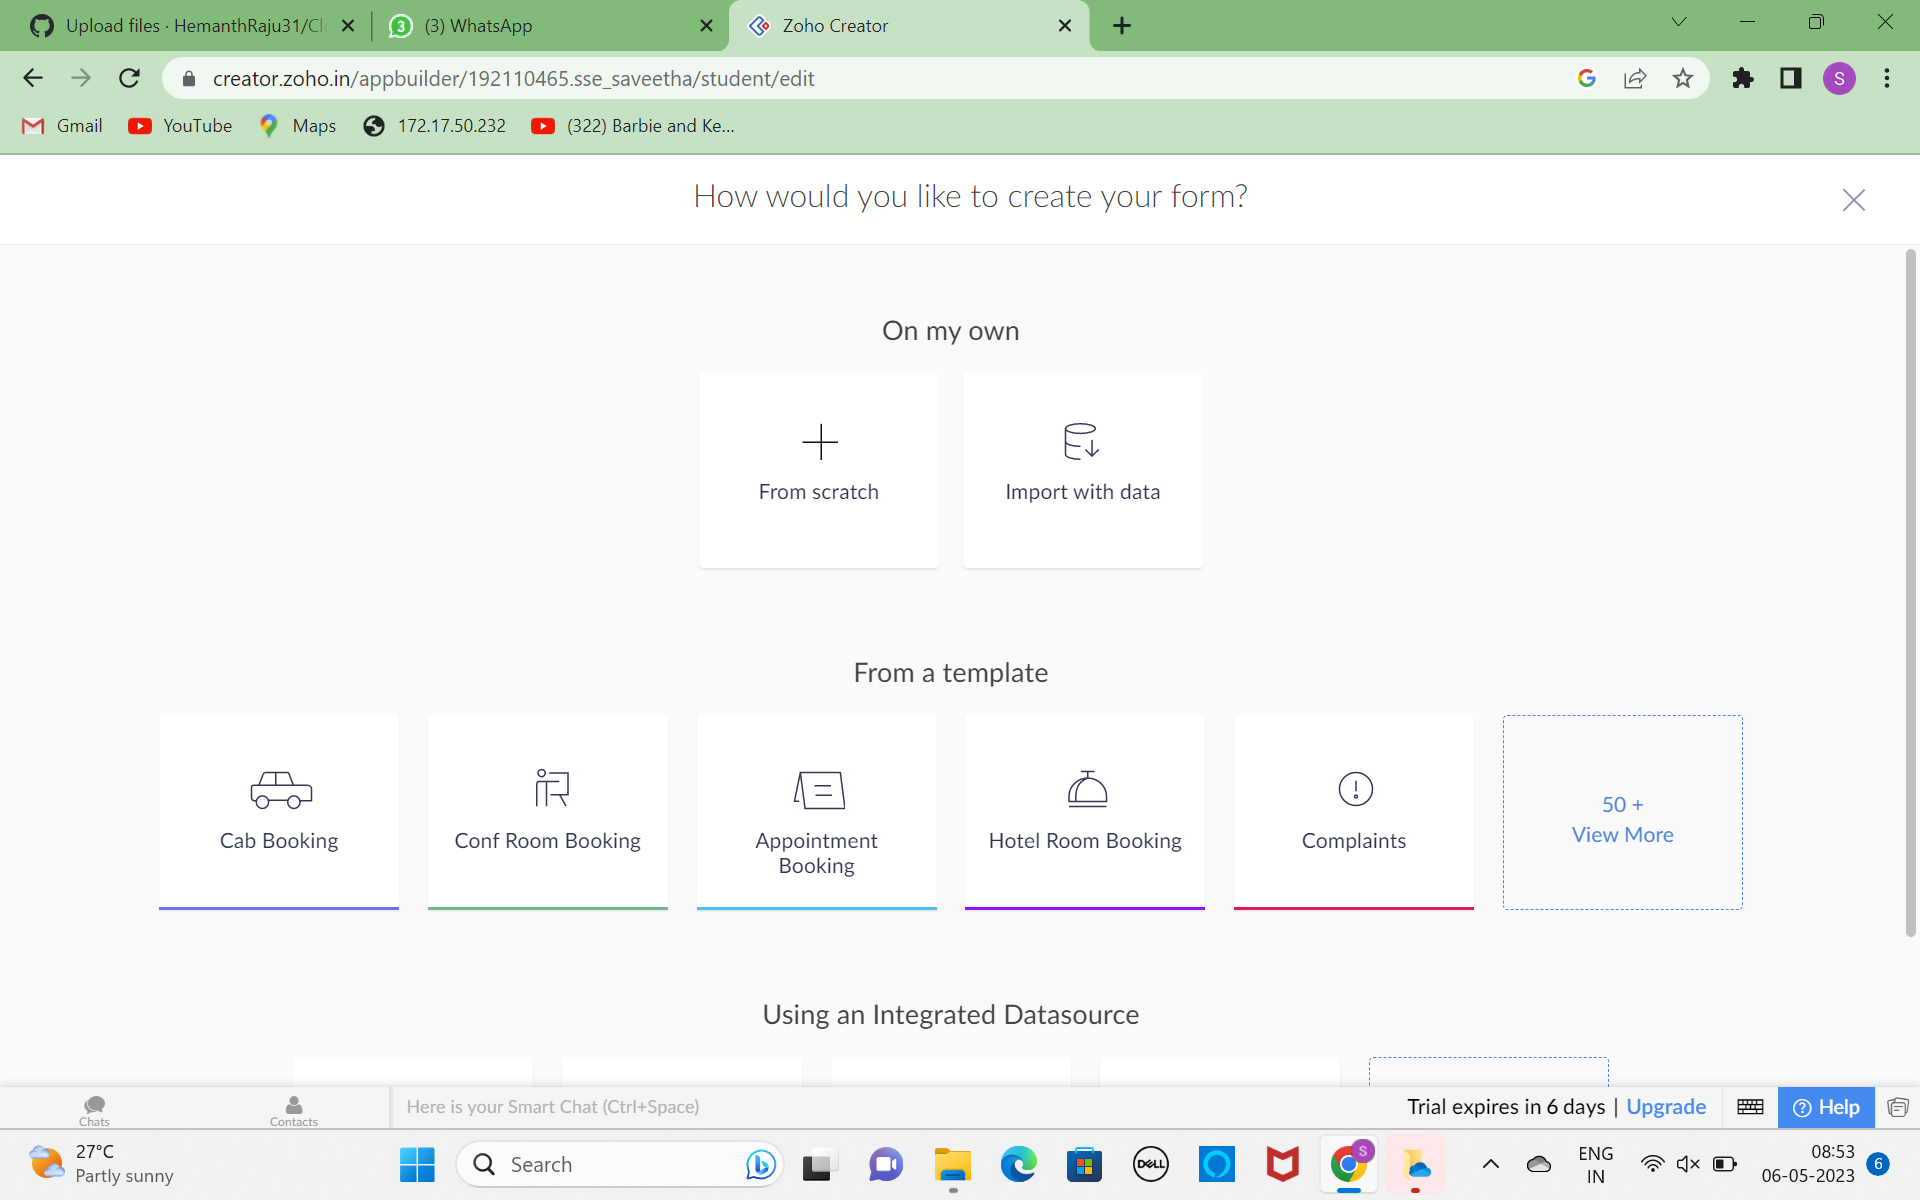 Upload files · HemanthRaju31/Cl
(3) WhatsApp
Zoho Creator
creator.zoho.in/appbuilder/192110465.sse_saveetha/student/edit
S
Gmail
YouTube
Maps
172.17.50.232
(322) Barbie and Ke...
How would you like to create your form?
On my own
From scratch
Import with data
From a template
Cab Booking
Conf Room Booking
Appointment
Booking
Hotel Room Booking
Complaints
50 +
View More
Using an Integrated Datasource
Chats
Contacts
Here is your Smart Chat (Ctrl+Space)
Trial expires in 6 days | Upgrade
Help
27°C
Partly sunny
Search
DELL
S
ENG
IN
08:53
06-05-2023
6